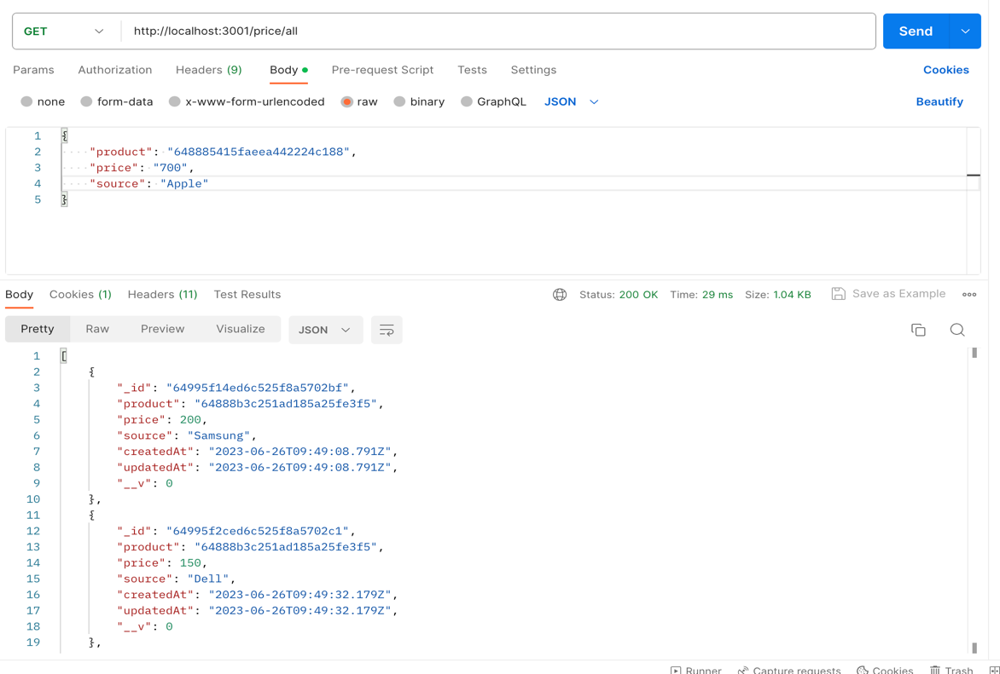 GET http://localhost:3001/price/all Send
Params Authorization Headers (9) Body Pre-request Script Tests Settings Cookies
none form-data x-www-form-urlencoded raw binary GraphQL JSON Beautify
1 {
2 "product": "648885415faeea442224c188",
3 "price": "700",
4 "source": "Apple"
5 }
Body Cookies (1) Headers (11) Test Results Status: 200 OK Time: 29 ms Size: 1.04 KB Save as Example
Pretty Raw Preview Visualize JSON
1 [
2 {
3 "_id": "64995f14ed6c525f8a5702bf",
4 "product": "64888b3c251ad185a25fe3f5",
5 "price": 200,
6 "source": "Samsung",
7 "createdAt": "2023-06-26T09:49:08.791Z",
8 "updatedAt": "2023-06-26T09:49:08.791Z",
9 "__v": 0
10 },
11 {
12 "_id": "64995f2ced6c525f8a5702c1",
13 "product": "64888b3c251ad185a25fe3f5",
14 "price": 150,
15 "source": "Dell",
16 "createdAt": "2023-06-26T09:49:32.179Z",
17 "updatedAt": "2023-06-26T09:49:32.179Z",
18 "__v": 0
19 },
Runner Capture requests Cookies Trash